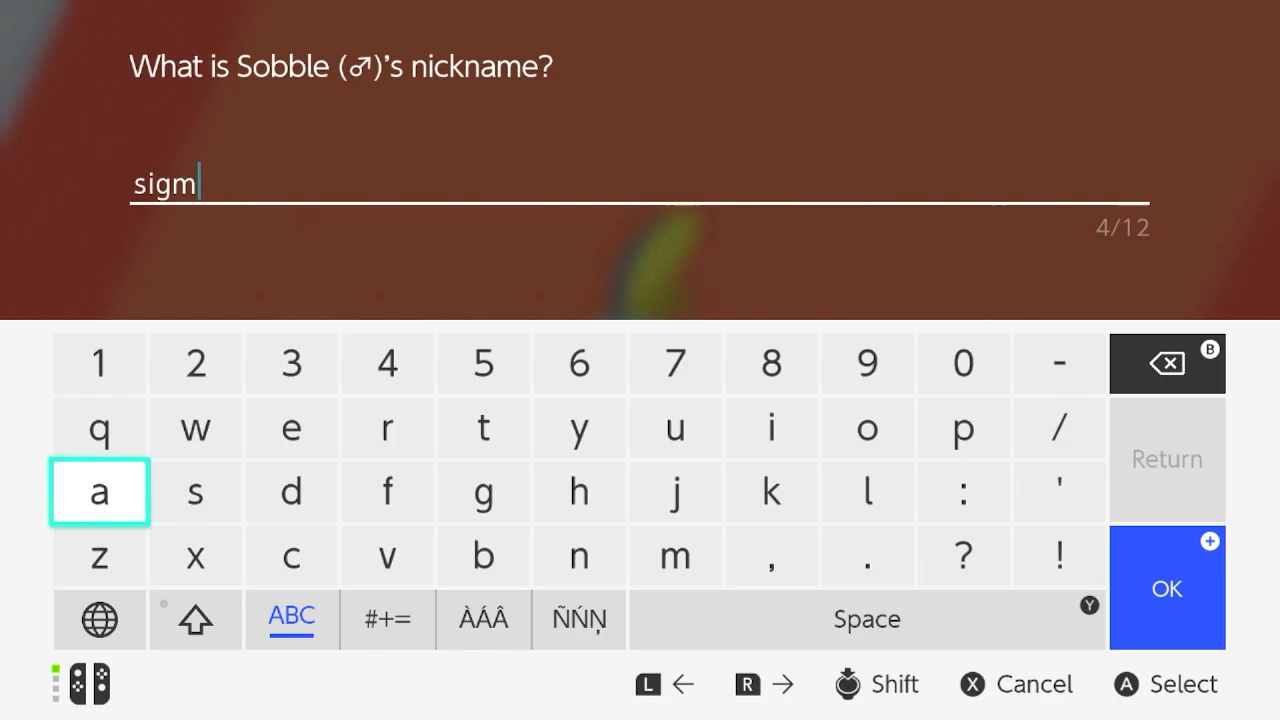 What is Sobble (♂)'s nickname?
sigm
4/12
1 2 3 4 5 6 7 8 9 0 - B
q w e r t y u i o p /
Return
a s d f g h j k l : '
z x c v b n m , . ? ! +
OK
ABC #+= ÀÁÂ ÑŃŅ Space Y
L ← R → Shift X Cancel A Select